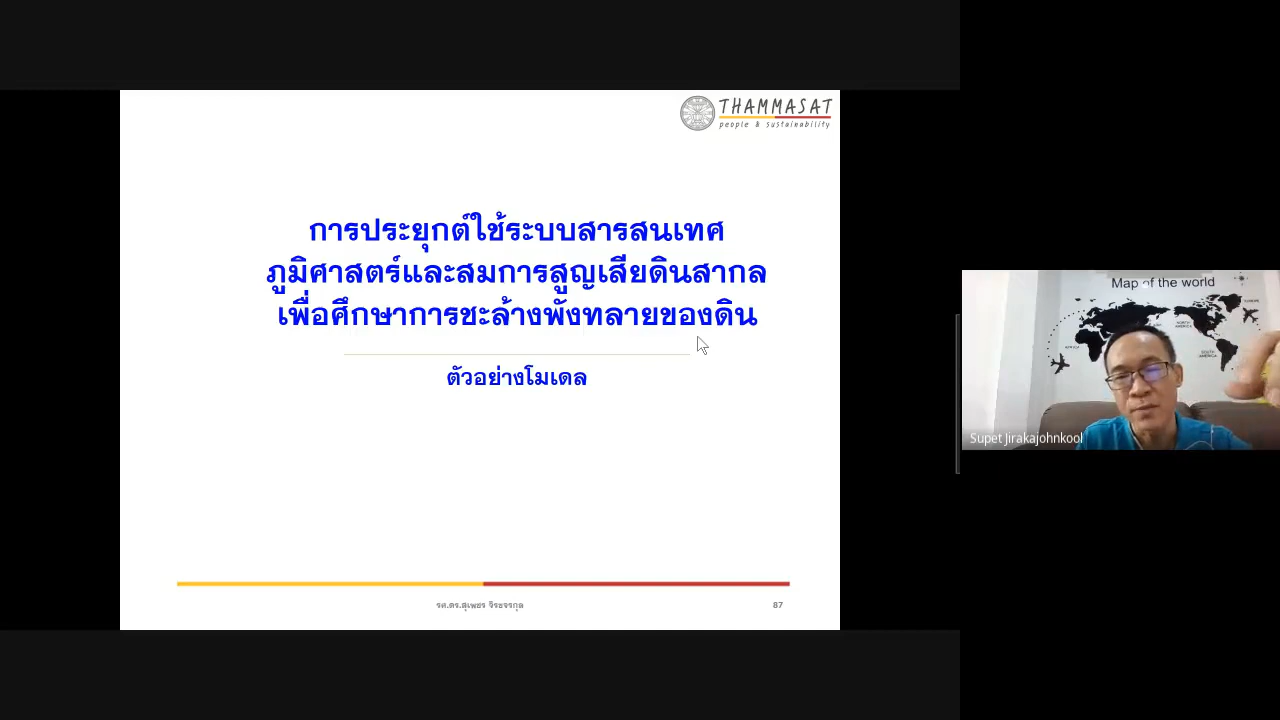 THAMMASAT
people & sustainability
การประยุกต์ใช้ระบบสารสนเทศ
ภูมิศาสตร์และสมการสูญเสียดินสากล
เพื่อศึกษาการชะล้างพังทลายของดิน
ตัวอย่างโมเดล
รศ.ดร.สุเพชร จิรขจรกุล
87
Map of the world
NORTH
AMERICA
SOUTH
AMERICA
Supet Jirakajohnkool